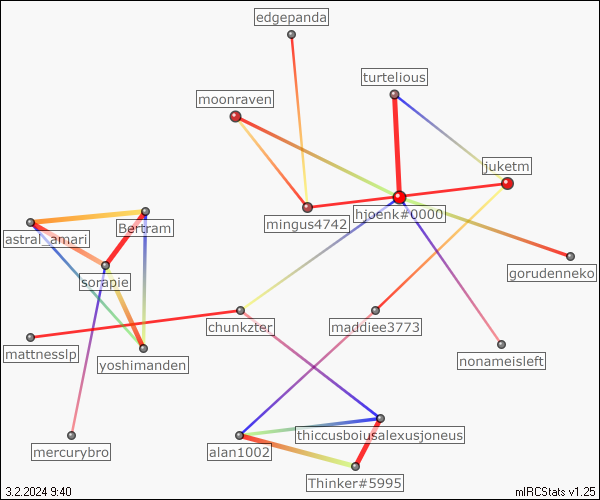 edgepanda
turtelious
moonraven
juketm
hjoenk#0000
mingus4742
Bertram
astral_amari
gorudenneko
sorapie
chunkzter
maddiee3773
mattnesslp
nonameisleft
yoshimanden
thiccusboiusalexusjoneus
mercurybro
alan1002
Thinker#5995
3.2.2024 9:40
mIRCStats v1.25